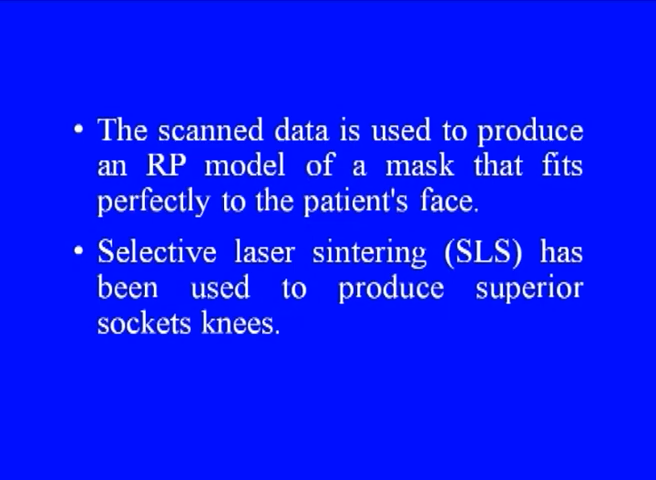 • The scanned data is used to produce
an RP model of a mask that fits
perfectly to the patient's face.
• Selective laser sintering (SLS) has
been used to produce superior
sockets knees.